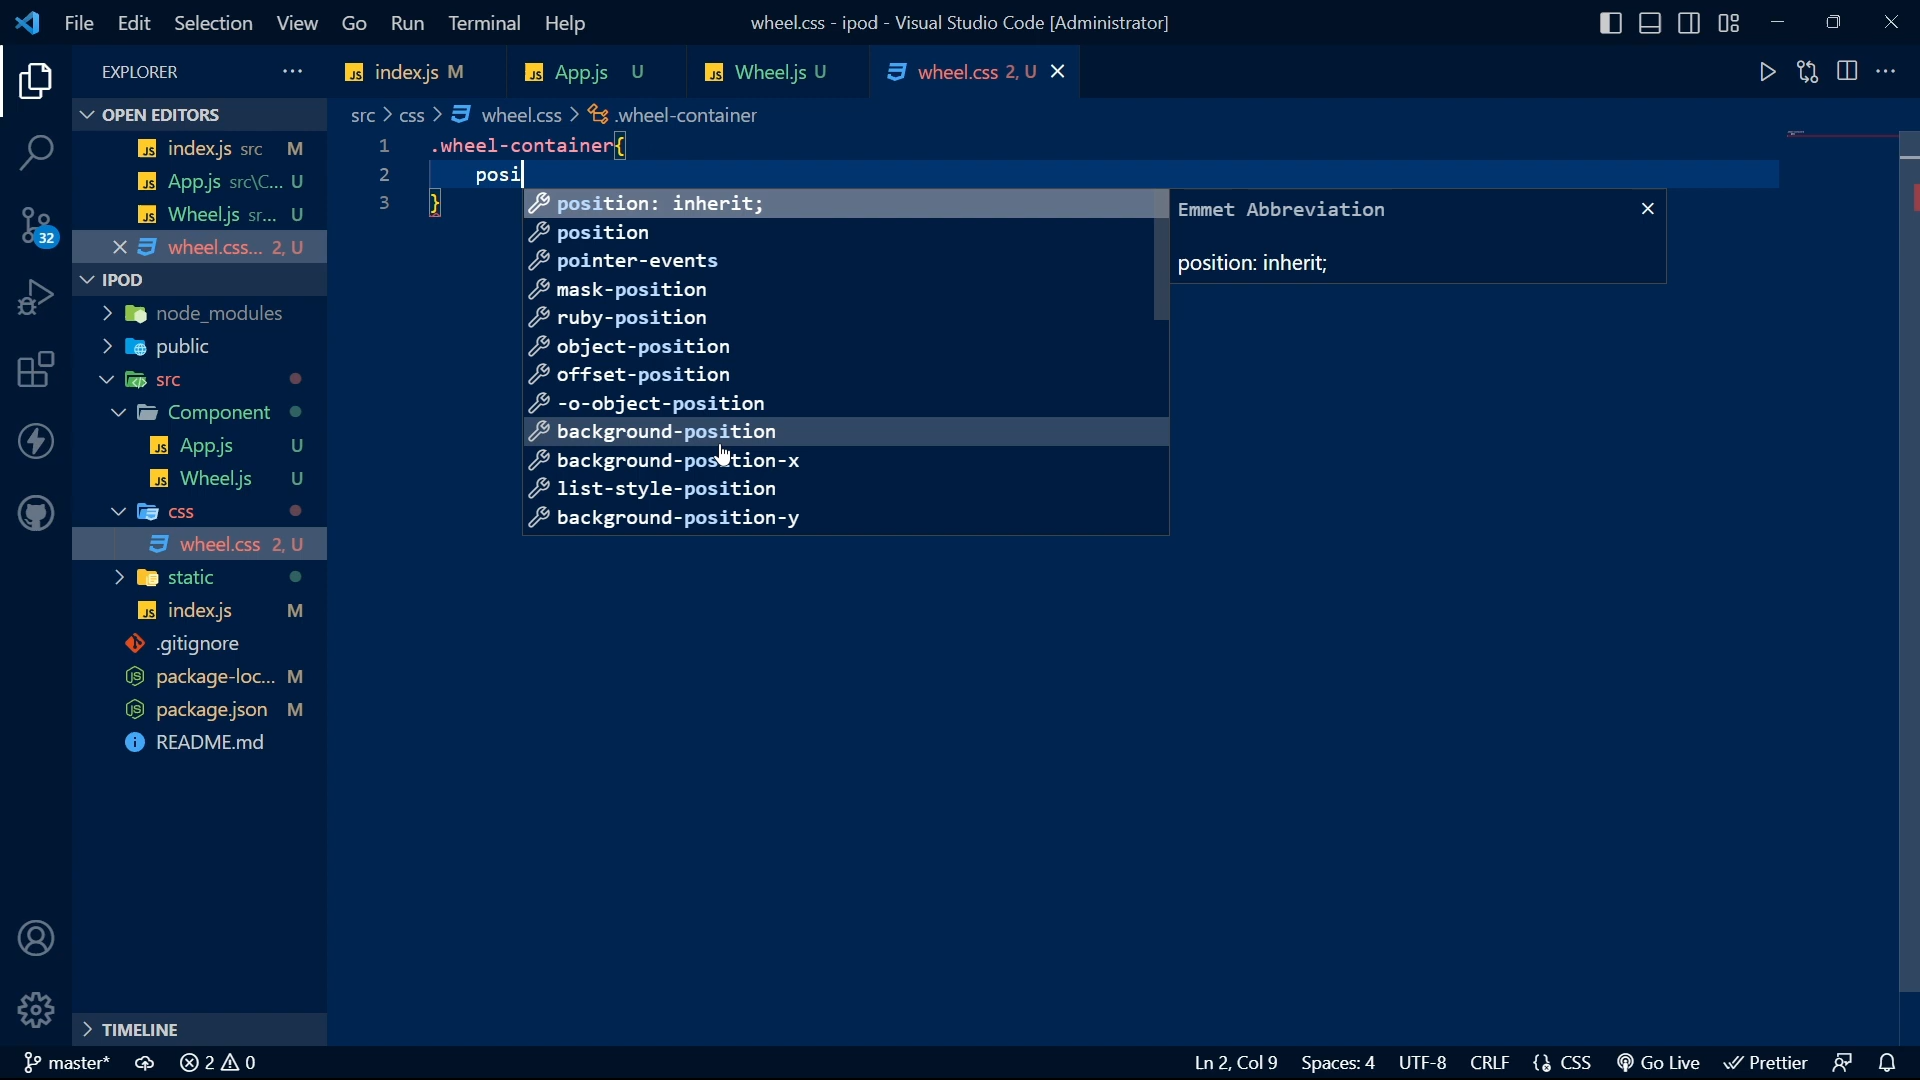 File Edit Selection View Go Run Terminal Help wheel.css - ipod - Visual Studio Code [Administrator]
EXPLORER
index.js M
App.js U
Wheel.js U
wheel.css 2, U
OPEN EDITORS
index.js src M
App.js src\C... U
Wheel.js sr... U
wheel.css... 2, U
IPOD
node_modules
public
src
Component
App.js U
Wheel.js U
css
wheel.css 2, U
static
index.js M
.gitignore
package-loc... M
package.json M
README.md
TIMELINE
src > css > wheel.css > .wheel-container
1 .wheel-container{
2 posi
3 }
position: inherit;
position
pointer-events
mask-position
ruby-position
object-position
offset-position
-o-object-position
background-position
background-position-x
list-style-position
background-position-y
Emmet Abbreviation
position: inherit;
32
master* 2 0 Ln 2, Col 9 Spaces: 4 UTF-8 CRLF CSS Go Live Prettier